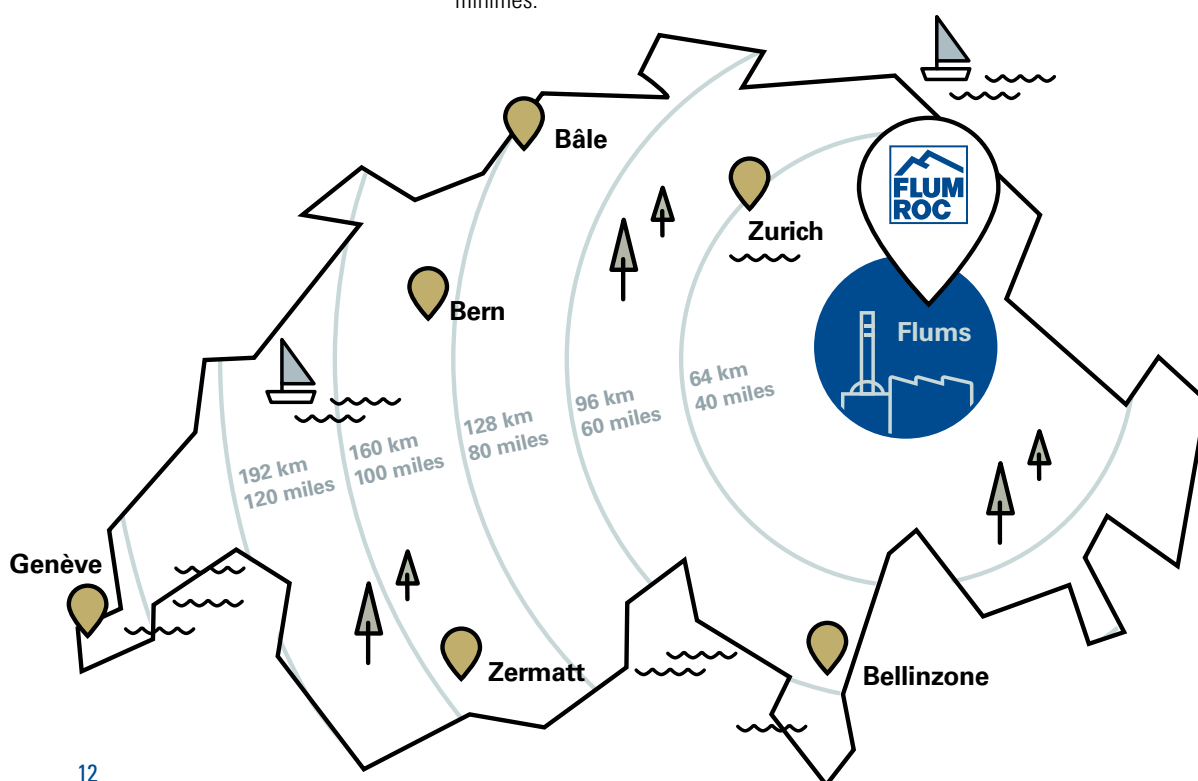 minimes.
Bâle
FLUM
ROC
Zurich
Bern
Flums
64 km
40 miles
96 km
60 miles
128 km
80 miles
160 km
100 miles
192 km
120 miles
Genève
Zermatt
Bellinzone
12